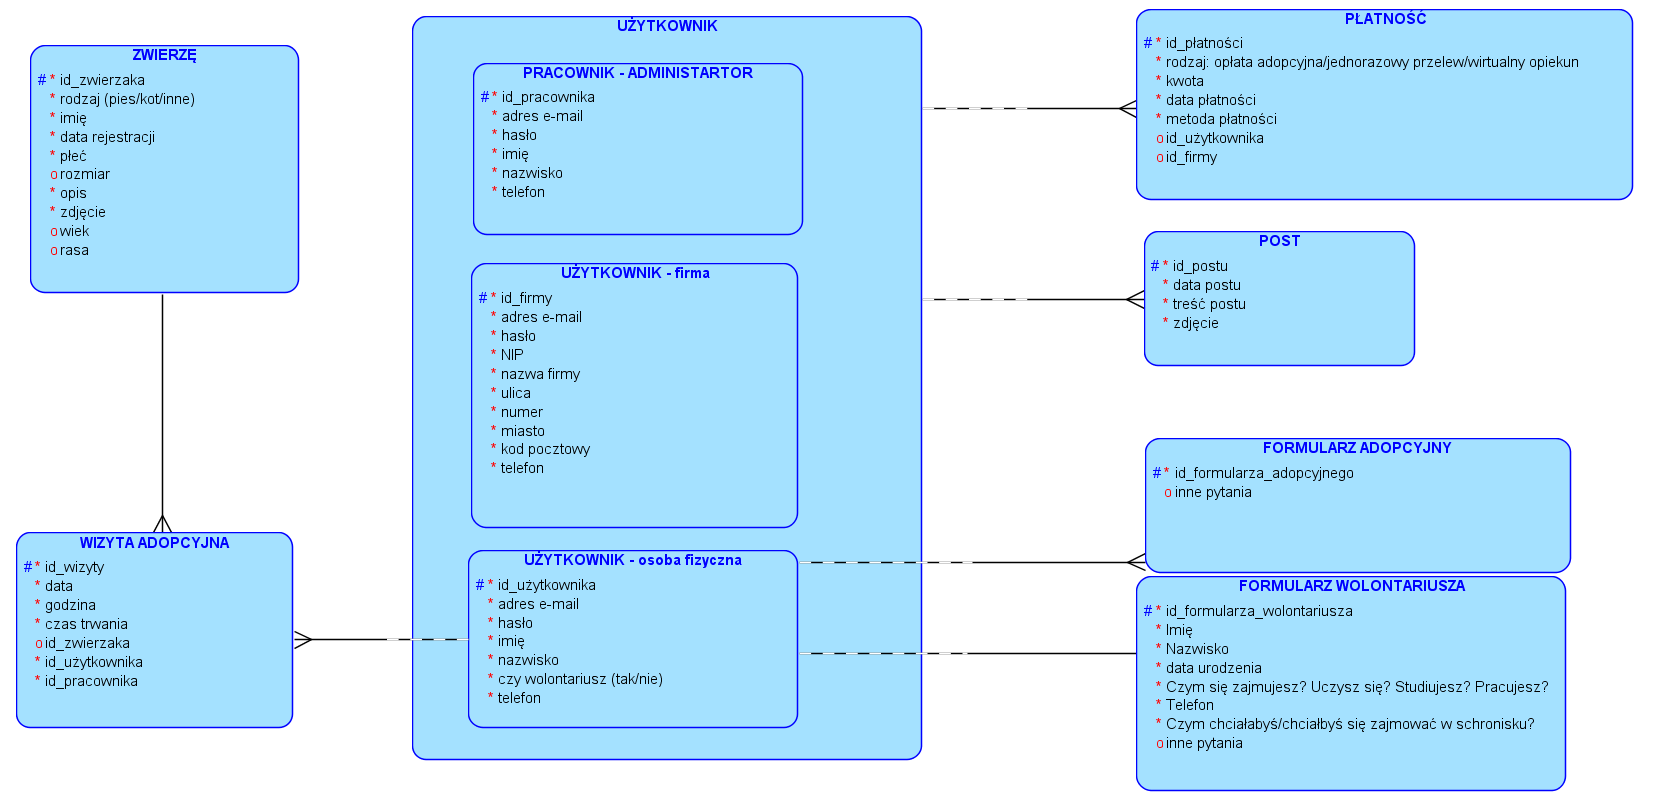 ZWIERZĘ
#* id_zwierzaka
* rodzaj (pies/kot/inne)
* imię
* data rejestracji
* płeć
o rozmiar
* opis
* zdjęcie
o wiek
o rasa
WIZYTA ADOPCYJNA
#* id_wizyty
* data
* godzina
* czas trwania
o id_zwierzaka
* id_użytkownika
* id_pracownika
UŻYTKOWNIK
PRACOWNIK - ADMINISTARTOR
#* id_pracownika
* adres e-mail
* hasło
* imię
* nazwisko
* telefon
UŻYTKOWNIK - firma
#* id_firmy
* adres e-mail
* hasło
* NIP
* nazwa firmy
* ulica
* numer
* miasto
* kod pocztowy
* telefon
UŻYTKOWNIK - osoba fizyczna
#* id_użytkownika
* adres e-mail
* hasło
* imię
* nazwisko
* czy wolontariusz (tak/nie)
* telefon
PŁATNOŚĆ
#* id_płatności
* rodzaj: opłata adopcyjna/jednorazowy przelew/wirtualny opiekun
* kwota
* data płatności
* metoda płatności
o id_użytkownika
o id_firmy
POST
#* id_postu
* data postu
* treść postu
* zdjęcie
FORMULARZ ADOPCYJNY
#* id_formularza_adopcyjnego
o inne pytania
FORMULARZ WOLONTARIUSZA
#* id_formularza_wolontariusza
* Imię
* Nazwisko
* data urodzenia
* Czym się zajmujesz? Uczysz się? Studiujesz? Pracujesz?
* Telefon
* Czym chciałabyś/chciałbyś się zajmować w schronisku?
o inne pytania